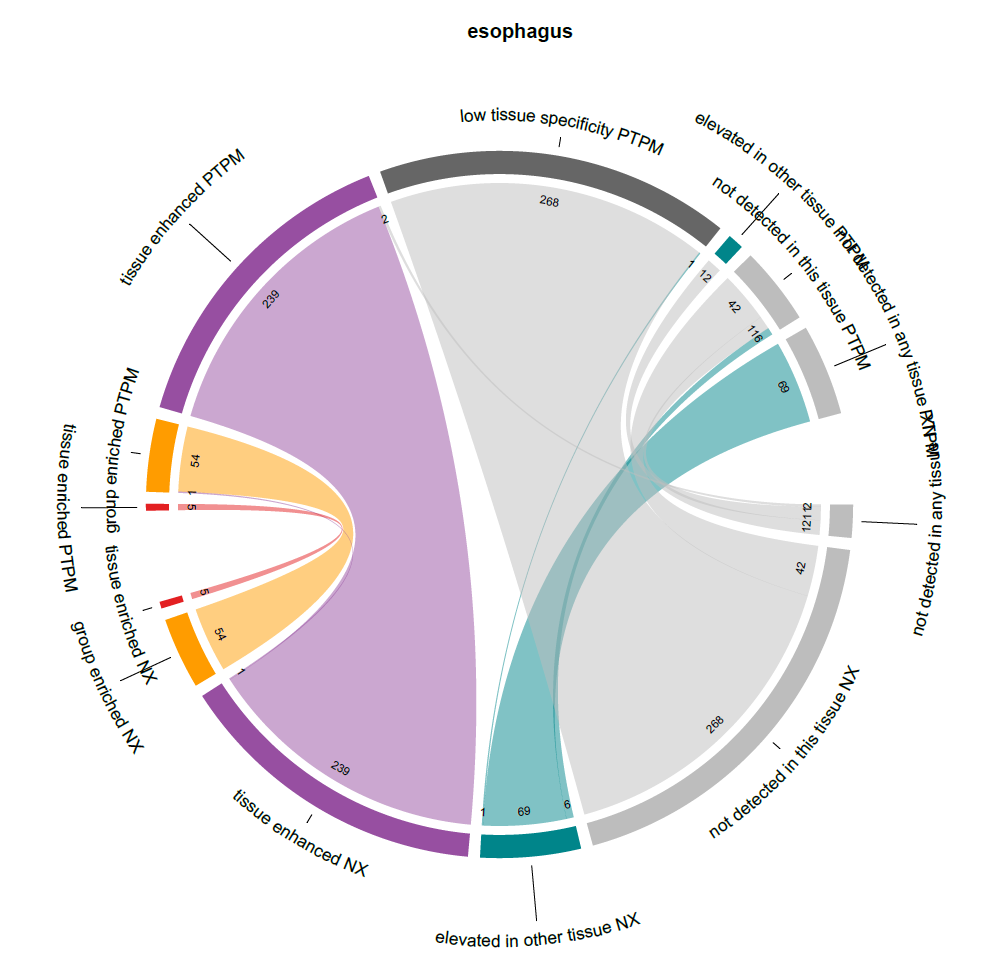 esophagus
low tissue specificity PTPM
elevated in other tissue PTPM
not detected in this tissue PTPM
not detected in any tissue PTPM
not detected in any tissue NX
not detected in this tissue NX
elevated in other tissue NX
tissue enhanced NX
group enriched NX
tissue enriched NX
tissue enriched PTPM
group enriched PTPM
tissue enhanced PTPM
2
268
1
12
42
116
69
12
42
268
6
69
1
239
1
54
5
5
1
54
239